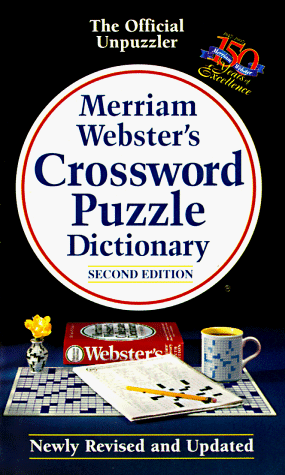 The Official
Unpuzzler
150
Years of
Excellence
Merriam
Webster's
Crossword
Puzzle
Dictionary
SECOND EDITION
Webster's
Newly Revised and Updated